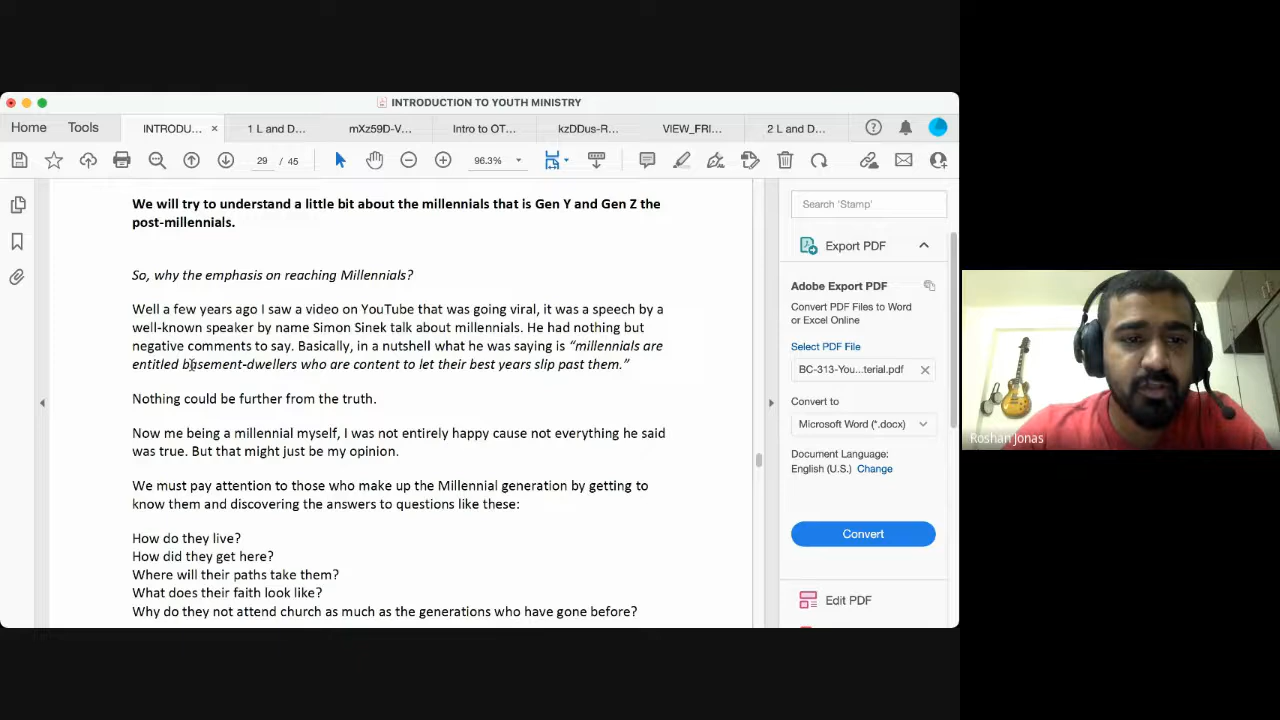 INTRODUCTION TO YOUTH MINISTRY
Home Tools INTRODU... × 1 L and D... mXz59D-V... Intro to OT... kzDDus-R... VIEW_FRI... 2 L and D...
29 / 45 96.3%
We will try to understand a little bit about the millennials that is Gen Y and Gen Z the
post-millennials.
So, why the emphasis on reaching Millennials?
Well a few years ago I saw a video on YouTube that was going viral, it was a speech by a
well-known speaker by name Simon Sinek talk about millennials. He had nothing but
negative comments to say. Basically, in a nutshell what he was saying is “millennials are
entitled basement-dwellers who are content to let their best years slip past them.”
Nothing could be further from the truth.
Now me being a millennial myself, I was not entirely happy cause not everything he said
was true. But that might just be my opinion.
We must pay attention to those who make up the Millennial generation by getting to
know them and discovering the answers to questions like these:
How do they live?
How did they get here?
Where will their paths take them?
What does their faith look like?
Why do they not attend church as much as the generations who have gone before?
Search 'Stamp'
Export PDF
Adobe Export PDF
Convert PDF Files to Word
or Excel Online
Select PDF File
BC-313-You...terial.pdf
Convert to
Microsoft Word (*.docx)
Document Language:
English (U.S.) Change
Convert
Edit PDF
Roshan Jonas